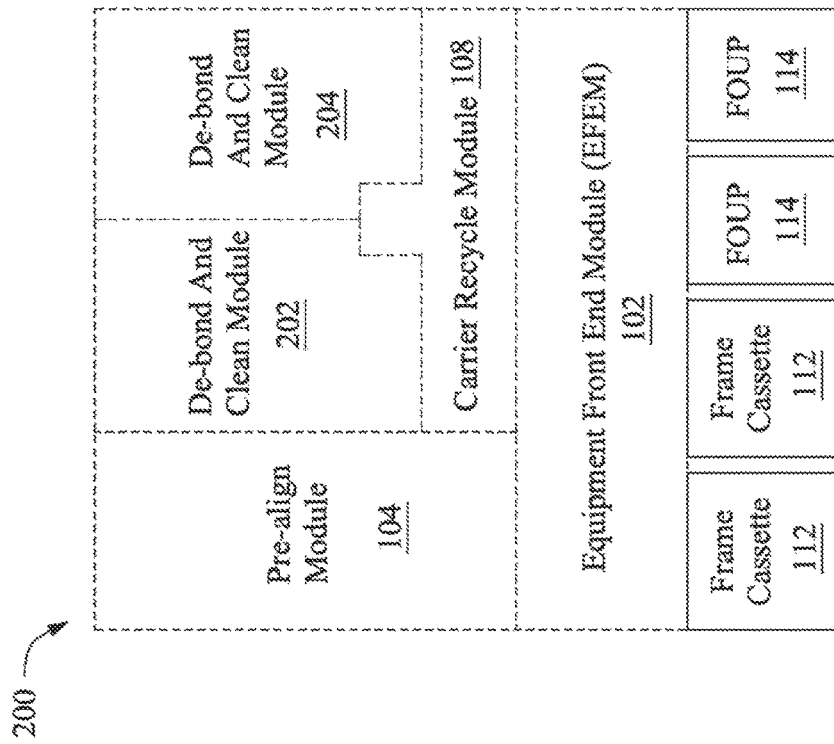 200
Pre-align
Module
104
De-bond And
Clean Module
202
De-bond
And Clean
Module
204
Carrier Recycle Module 108
Equipment Front End Module (EFEM)
102
Frame
Cassette
112
Frame
Cassette
112
FOUP
114
FOUP
114